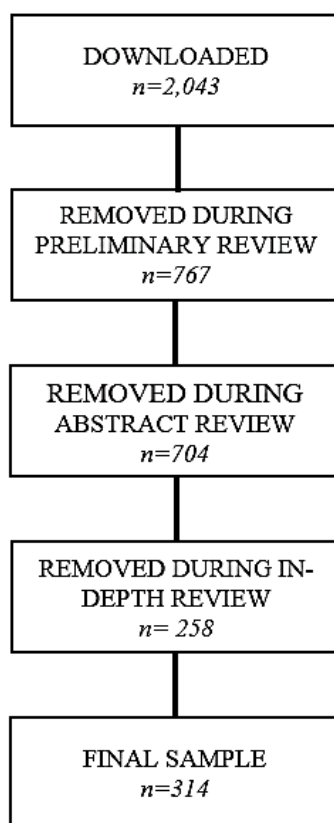 DOWNLOADED
n=2,043
REMOVED DURING
PRELIMINARY REVIEW
n=767
REMOVED DURING
ABSTRACT REVIEW
n=704
REMOVED DURING IN-
DEPTH REVIEW
n= 258
FINAL SAMPLE
n=314